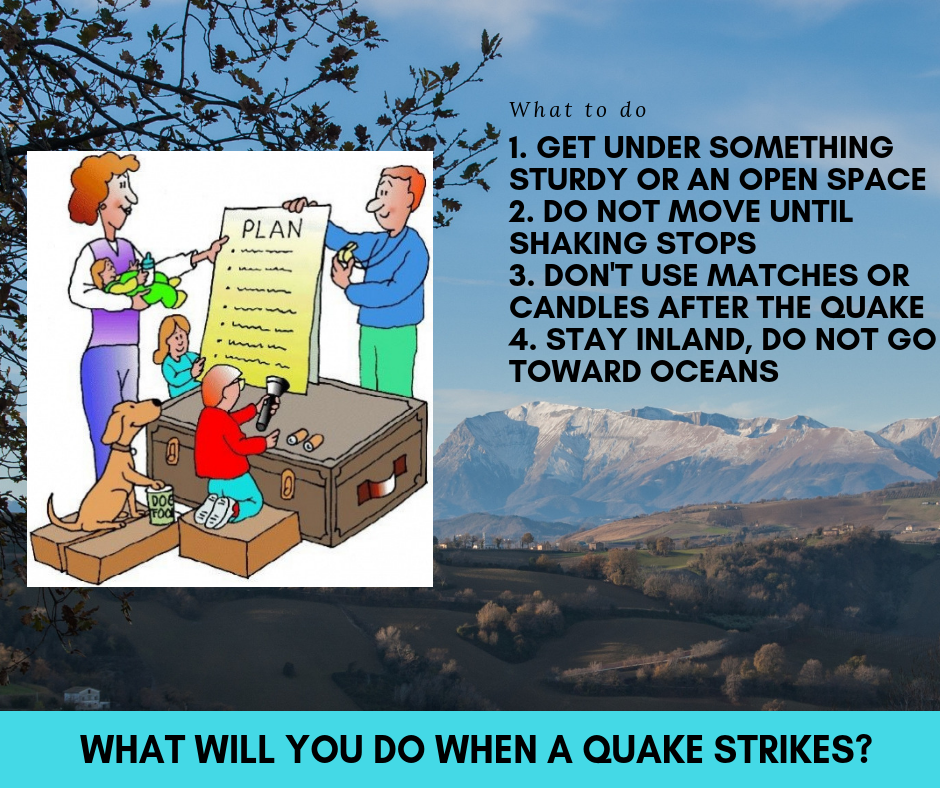 What to do
1. GET UNDER SOMETHING
STURDY OR AN OPEN SPACE
2. DO NOT MOVE UNTIL
SHAKING STOPS
3. DON'T USE MATCHES OR
CANDLES AFTER THE QUAKE
4. STAY INLAND, DO NOT GO
TOWARD OCEANS
PLAN
DOG
FOOD
WHAT WILL YOU DO WHEN A QUAKE STRIKES?